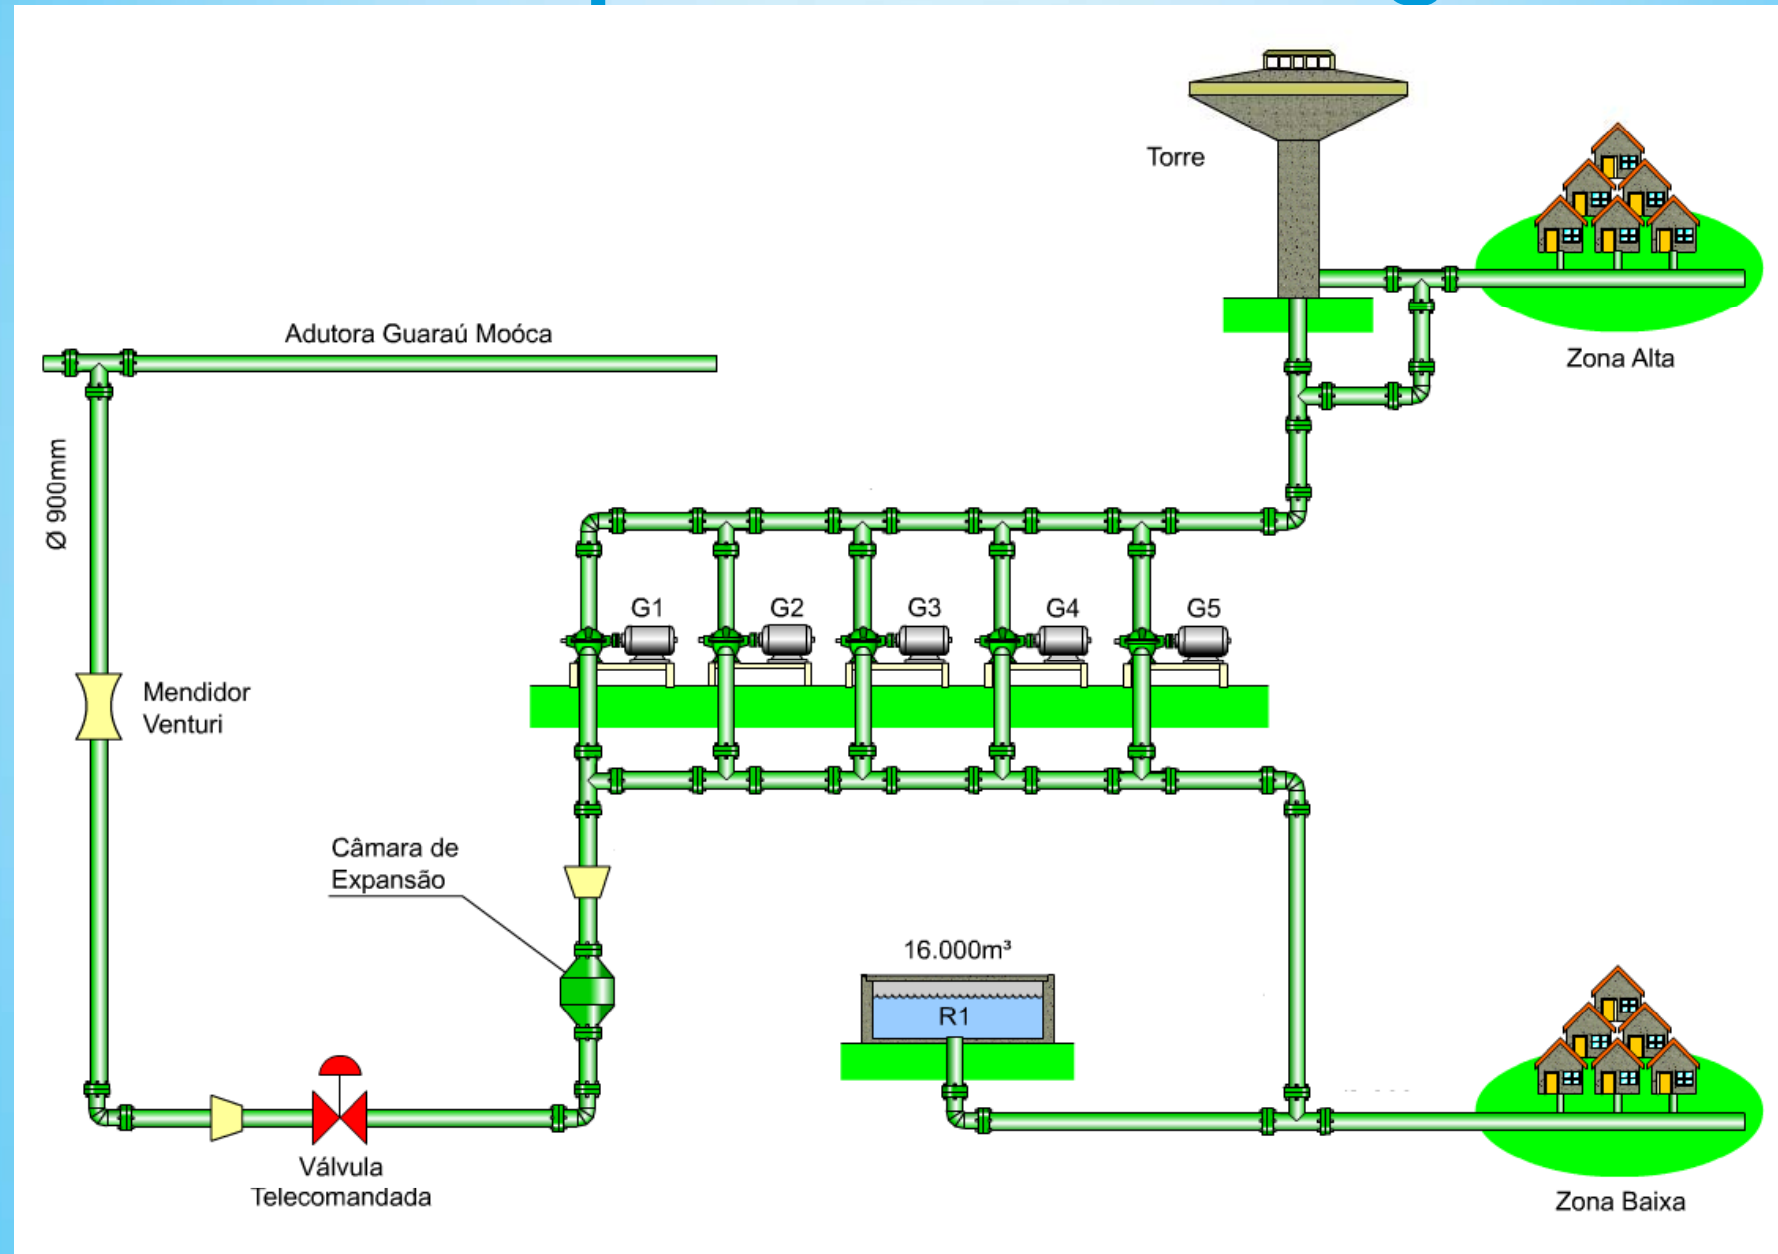 Torre
Zona Alta
Adutora Guaraú Moóca
Ø 900mm
G1
G2
G3
G4
G5
Mendidor
Venturi
Câmara de
Expansão
16.000m³
R1
Válvula
Telecomandada
Zona Baixa